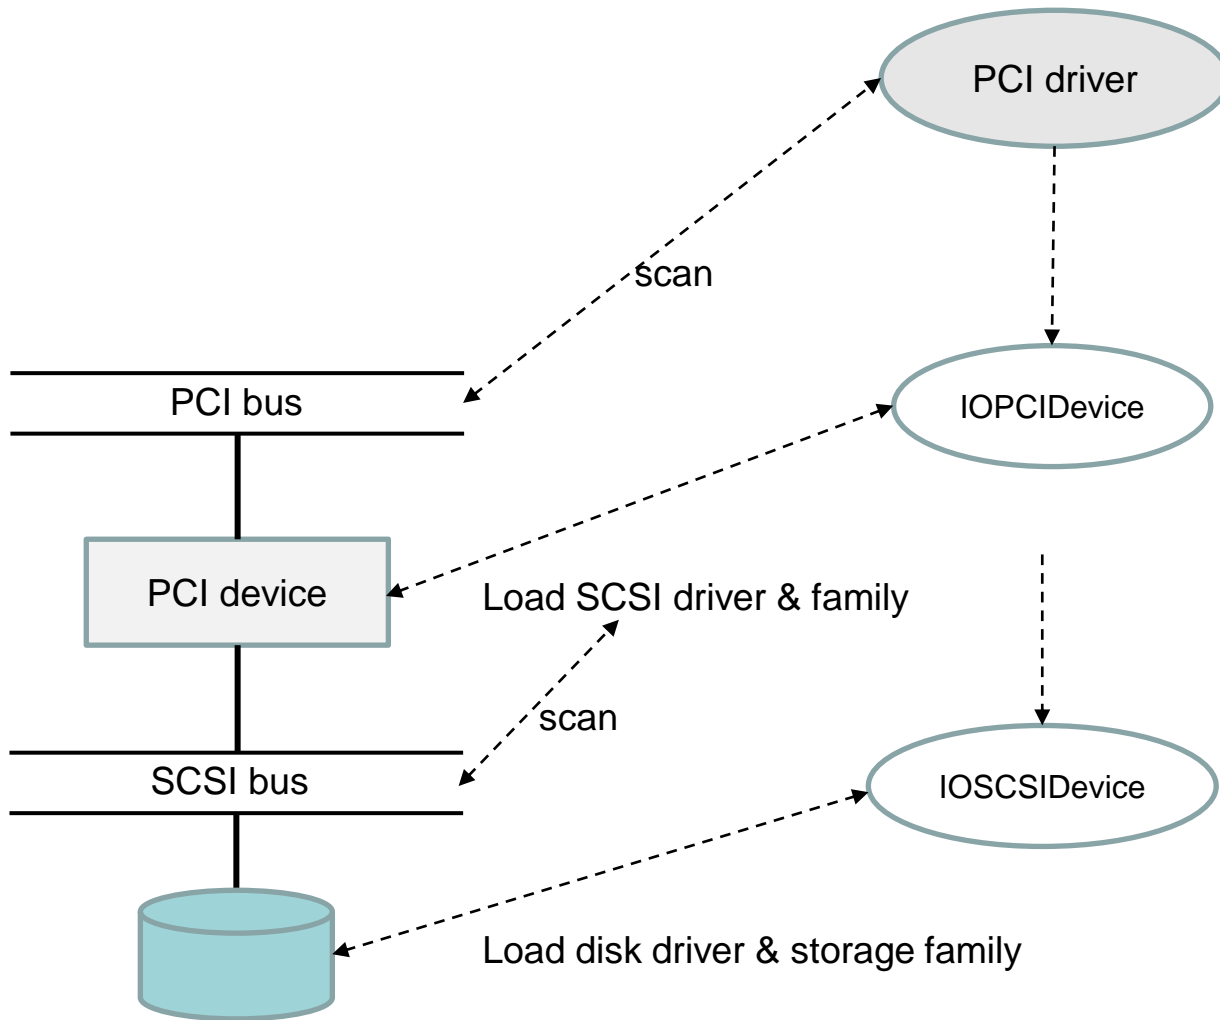 PCI driver
scan
PCI bus
IOPCIDevice
PCI device
Load SCSI driver & family
scan
SCSI bus
IOSCSIDevice
Load disk driver & storage family